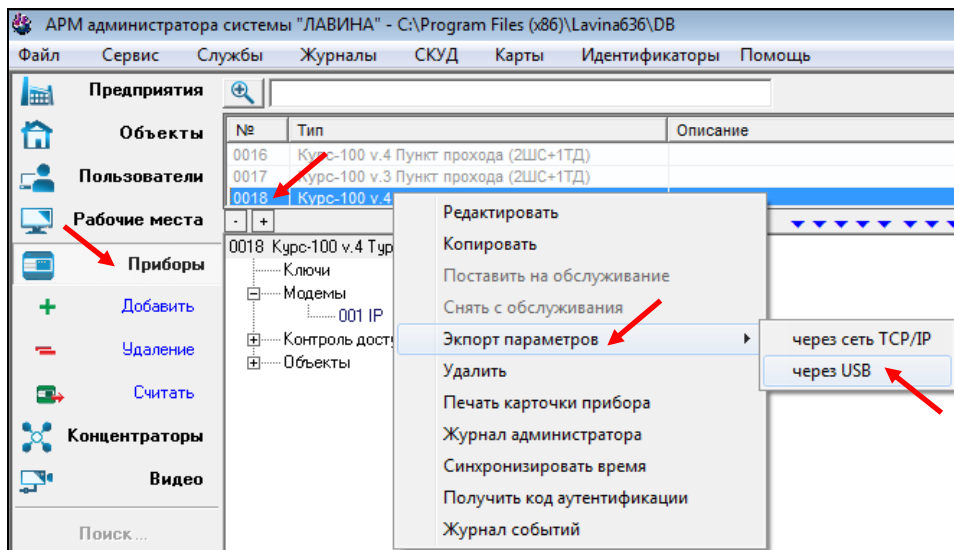 АРМ администратора системы "ЛАВИНА" - C:\Program Files (x86)\Lavina636\DB
Файл Сервис Службы Журналы СКУД Карты Идентификаторы Помощь
Предприятия
Объекты
Пользователи
Рабочие места
Приборы
Добавить
Удаление
Считать
Концентраторы
Видео
Поиск...
№ Тип Описание
0016 Курс-100 v.4 Пункт прохода (2ШС+1ТД)
0017 Курс-100 v.3 Пункт прохода (2ШС+1ТД)
0018 Курс-100 v.4
- +
0018 Курс-100 v.4 Тур
Ключи
Модемы
001 IP
Контроль дост
Объекты
Редактировать
Копировать
Поставить на обслуживание
Снять с обслуживания
Экпорт параметров
Удалить
Печать карточки прибора
Журнал администратора
Синхронизировать время
Получить код аутентификации
Журнал событий
через сеть TCP/IP
через USB